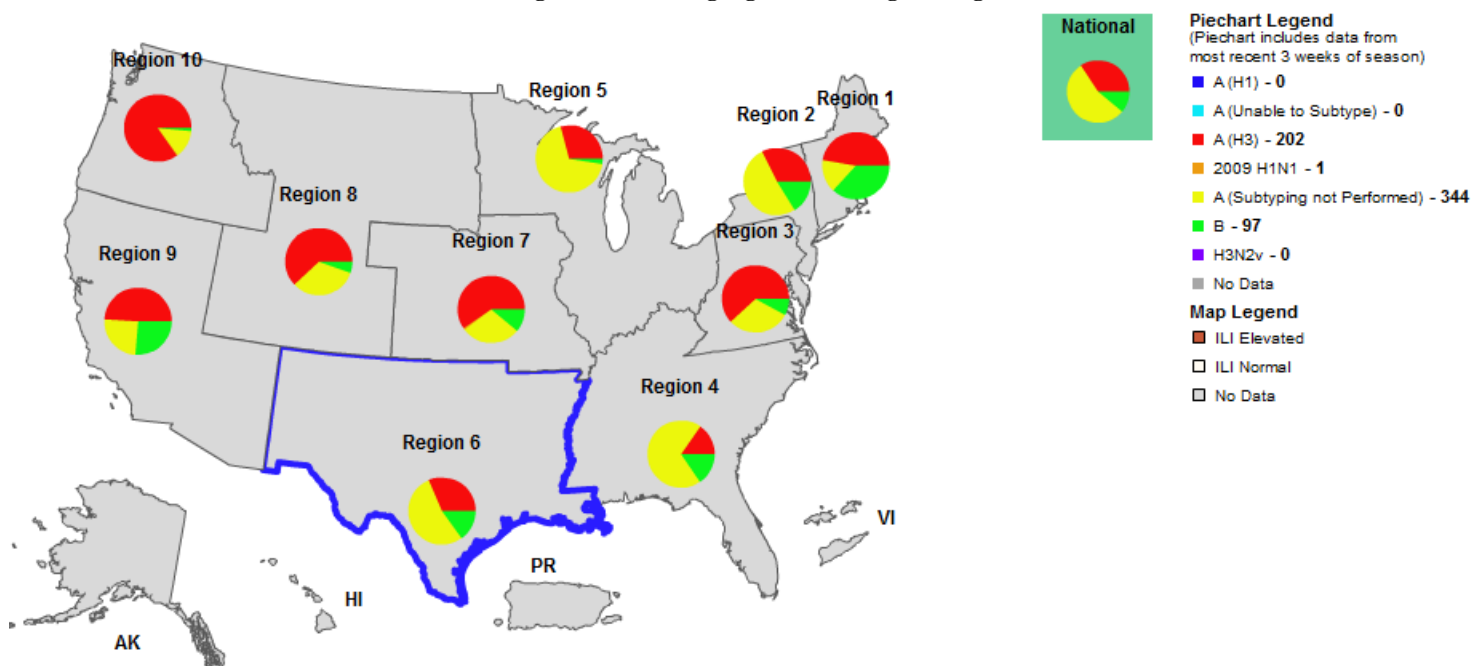 National
Piechart Legend
(Piechart includes data from
most recent 3 weeks of season)
A (H1) - 0
A (Unable to Subtype) - 0
A (H3) - 202
2009 H1N1 - 1
A (Subtyping not Performed) - 344
B - 97
H3N2v - 0
No Data
Map Legend
ILI Elevated
ILI Normal
No Data
Region 10
Region 5
Region 1
Region 2
Region 8
Region 3
Region 7
Region 9
Region 4
Region 6
VI
PR
HI
AK